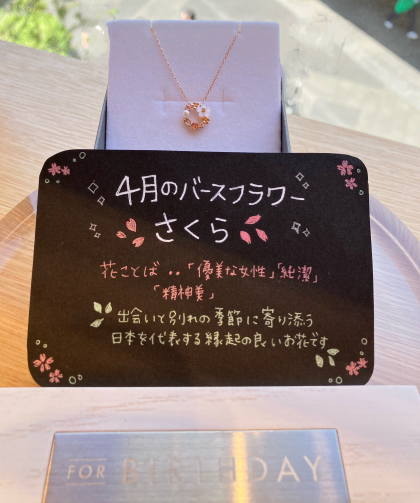 4月のバースフラワー
さくら
花ことば‥「優美な女性」「純潔」
「精神美」
出会いと別れの季節に寄り添う
日本を代表する縁起の良いお花です
FOR BIRTHDAY